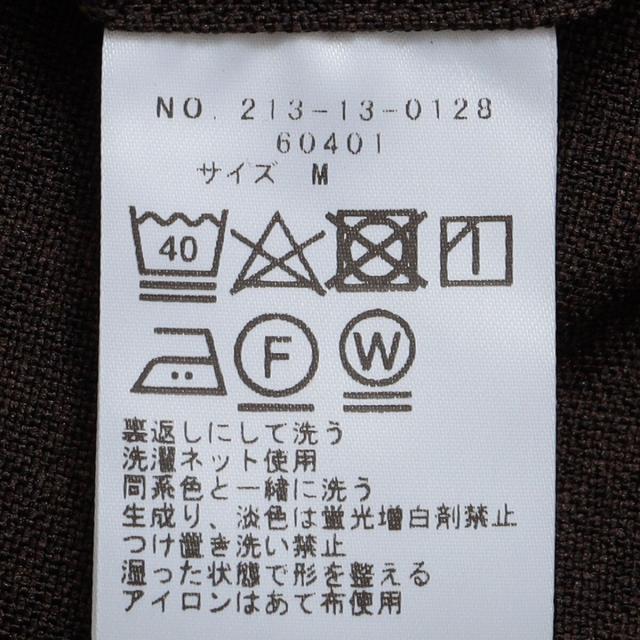 NO. 213-13-0128
60401
サイズ M
40
F W
裏返しにして洗う
洗濯ネット使用
同系色と一緒に洗う
生成り、淡色は蛍光増白剤禁止
つけ置き洗い禁止
湿った状態で形を整える
アイロンはあて布使用